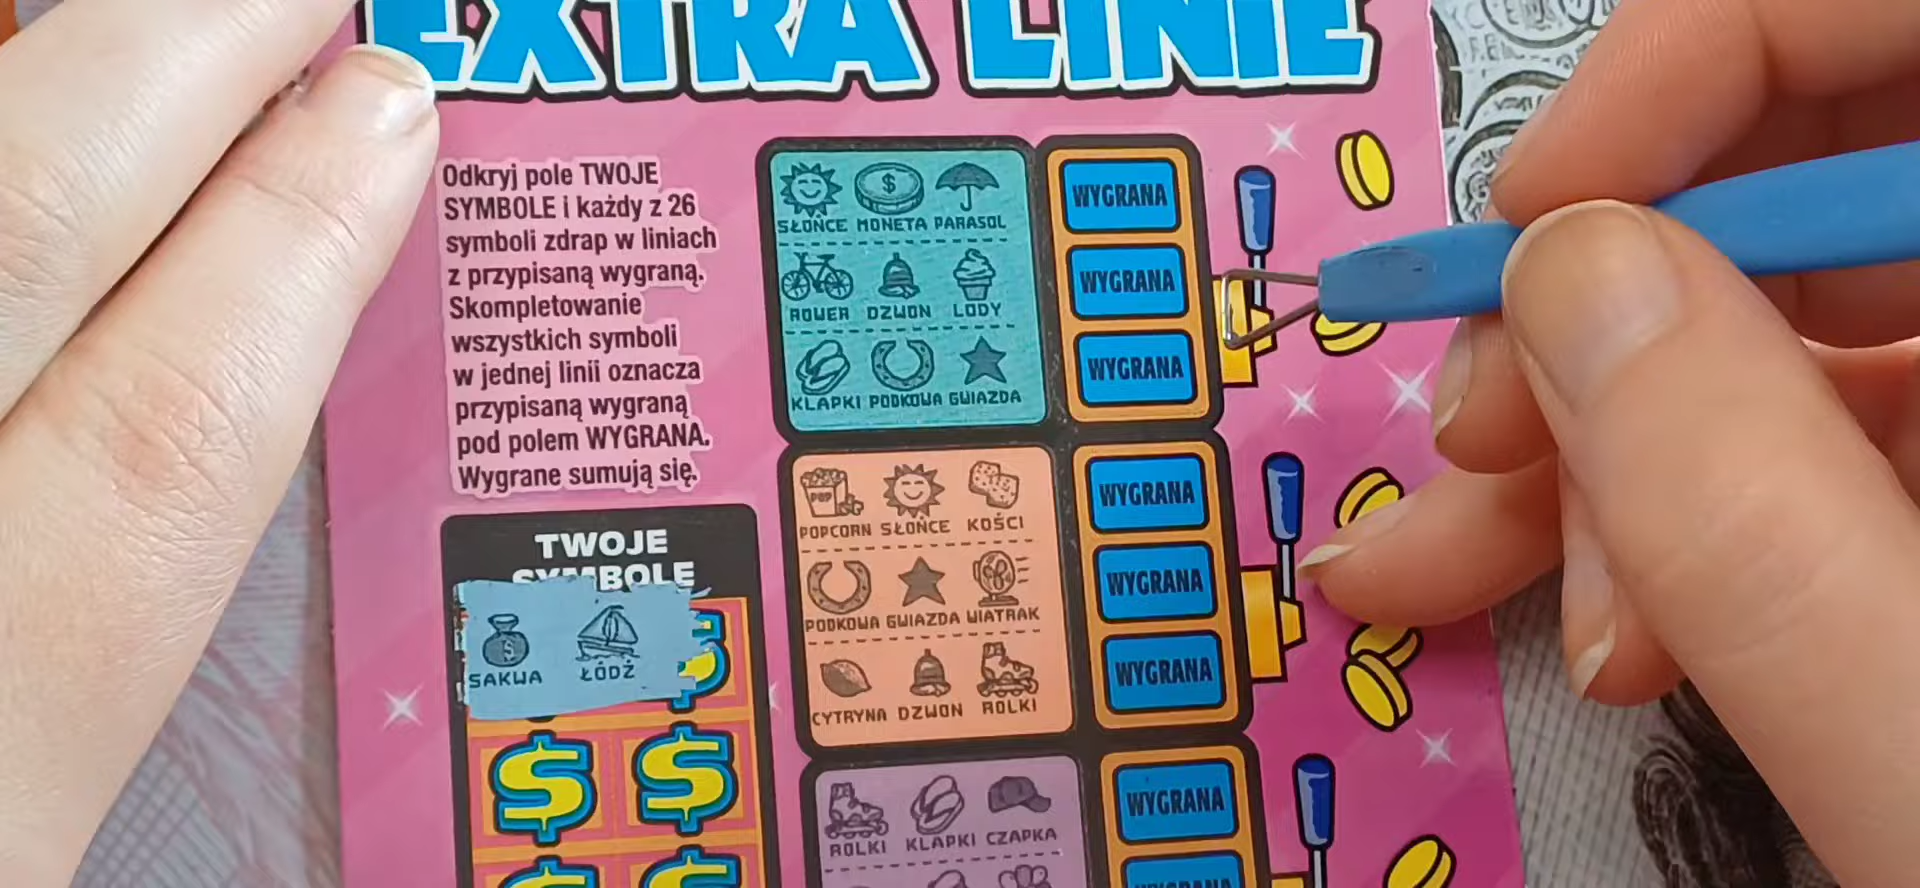 EXTRA LINIE
Odkryj pole TWOJE
SYMBOLE i każdy z 26
symboli zdrap w liniach
z przypisaną wygraną.
Skompletowanie
wszystkich symboli
w jednej linii oznacza
przypisaną wygraną
pod polem WYGRANA.
Wygrane sumują się.
TWOJE
SYMBOLE
SAKWA ŁÓDŹ
SŁOŃCE MONETA PARASOL
WYGRANA
ROWER DZWON LODY
WYGRANA
KLAPKI PODKOWA GWIAZDA
WYGRANA
POP
POPCORN SŁOŃCE KOŚCI
WYGRANA
PODKOWA GWIAZDA WIATRAK
WYGRANA
CYTRYNA DZWON ROLKI
WYGRANA
ROLKI KLAPKI CZAPKA
WYGRANA
WYGRANA